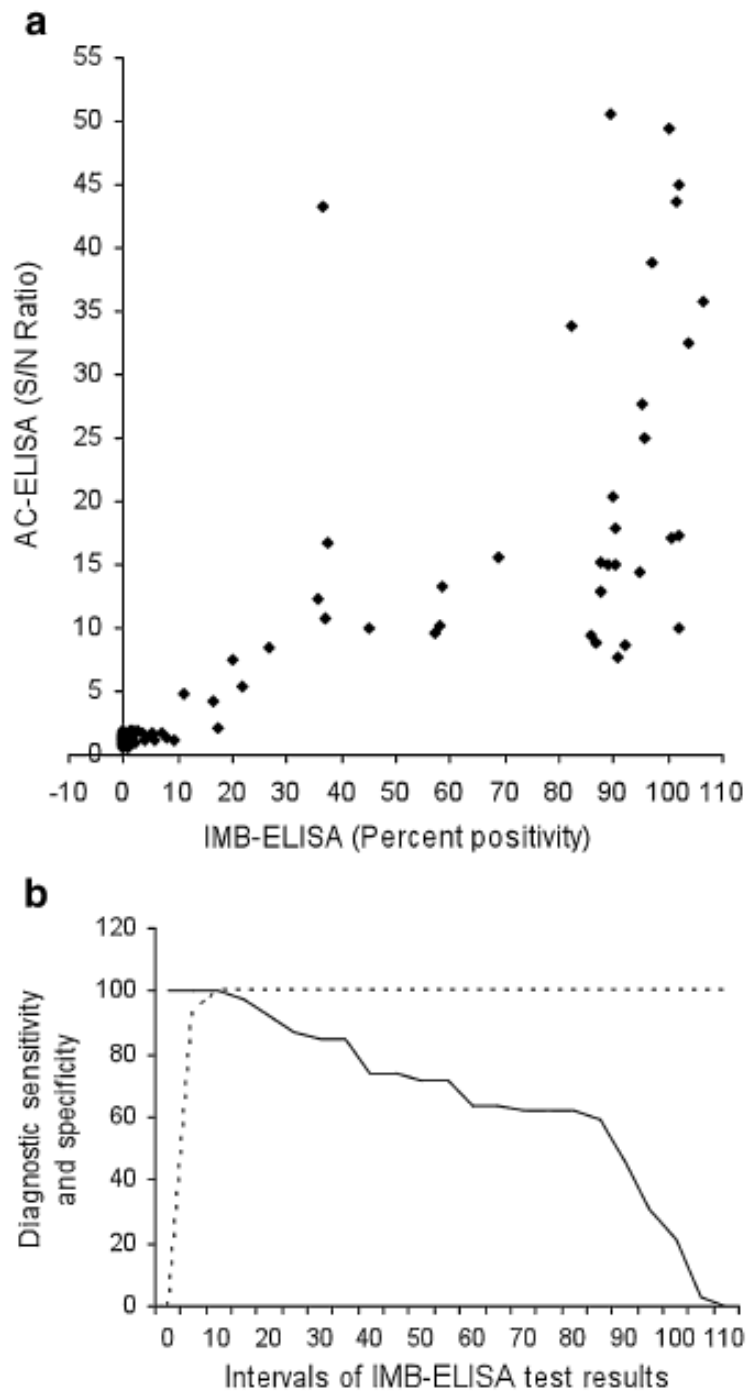 a
55
50
45
40
35
30
25
20
15
10
5
0
AC-ELISA (S/N Ratio)
-10 0 10 20 30 40 50 60 70 80 90 100 110
IMB-ELISA (Percent positivity)
b
120
100
80
60
40
20
0
Diagnostic sensitivity
and specificity
0 10 20 30 40 50 60 70 80 90 100 110
Intervals of IMB-ELISA test results